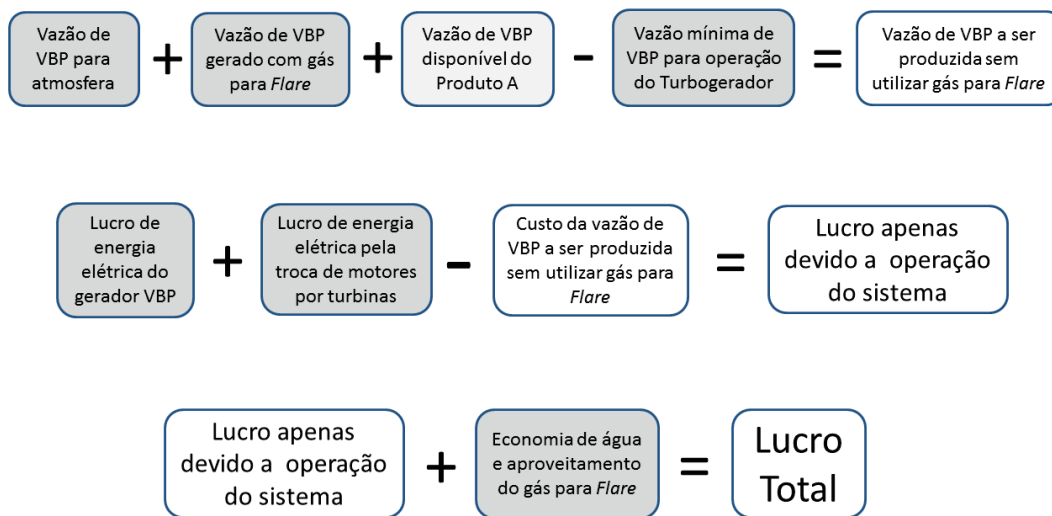 Vazão de
VBP para
atmosfera
+
Vazão de VBP
gerado com gás
para Flare
+
Vazão de VBP
disponível do
Produto A
-
Vazão mínima de
VBP para operação
do Turbogerador
=
Vazão de VBP a ser
produzida sem
utilizar gás para
Flare
Lucro de
energia
elétrica do
gerador VBP
+
Lucro de energia
elétrica pela
troca de motores
por turbinas
-
Custo da vazão de
VBP a ser produzida
sem utilizar gás para
Flare
=
Lucro apenas
devido a operação
do sistema
Lucro apenas
devido a operação
do sistema
+
Economia de água
e aproveitamento
do gás para Flare
=
Lucro
Total